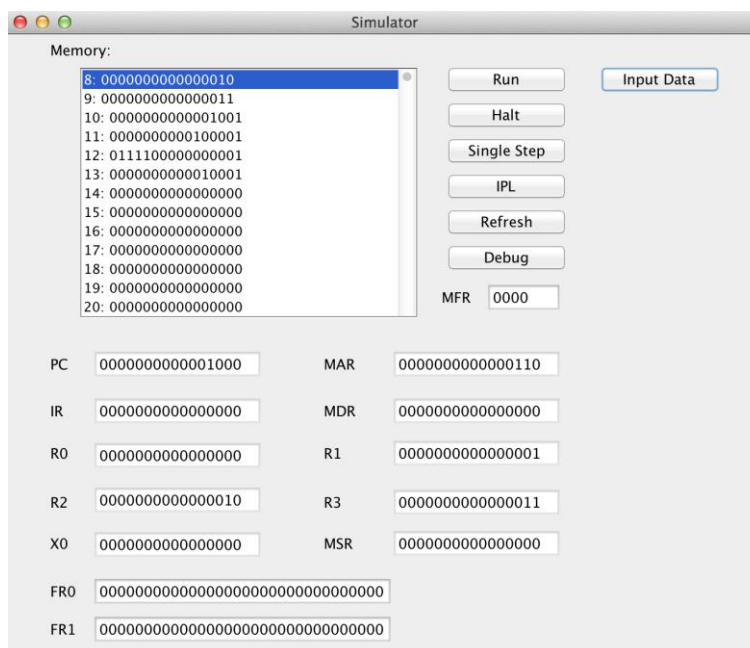 Simulator
Memory:
8: 0000000000000010
9: 0000000000000011
10: 0000000000001001
11: 0000000000100001
12: 0111100000000001
13: 0000000000010001
14: 0000000000000000
15: 0000000000000000
16: 0000000000000000
17: 0000000000000000
18: 0000000000000000
19: 0000000000000000
20: 0000000000000000
Run
Input Data
Halt
Single Step
IPL
Refresh
Debug
MFR 0000
PC 0000000000001000 MAR 0000000000000110
IR 0000000000000000 MDR 0000000000000000
R0 0000000000000000 R1 0000000000000001
R2 0000000000000010 R3 0000000000000011
X0 0000000000000000 MSR 0000000000000000
FR0 00000000000000000000000000000000
FR1 00000000000000000000000000000000